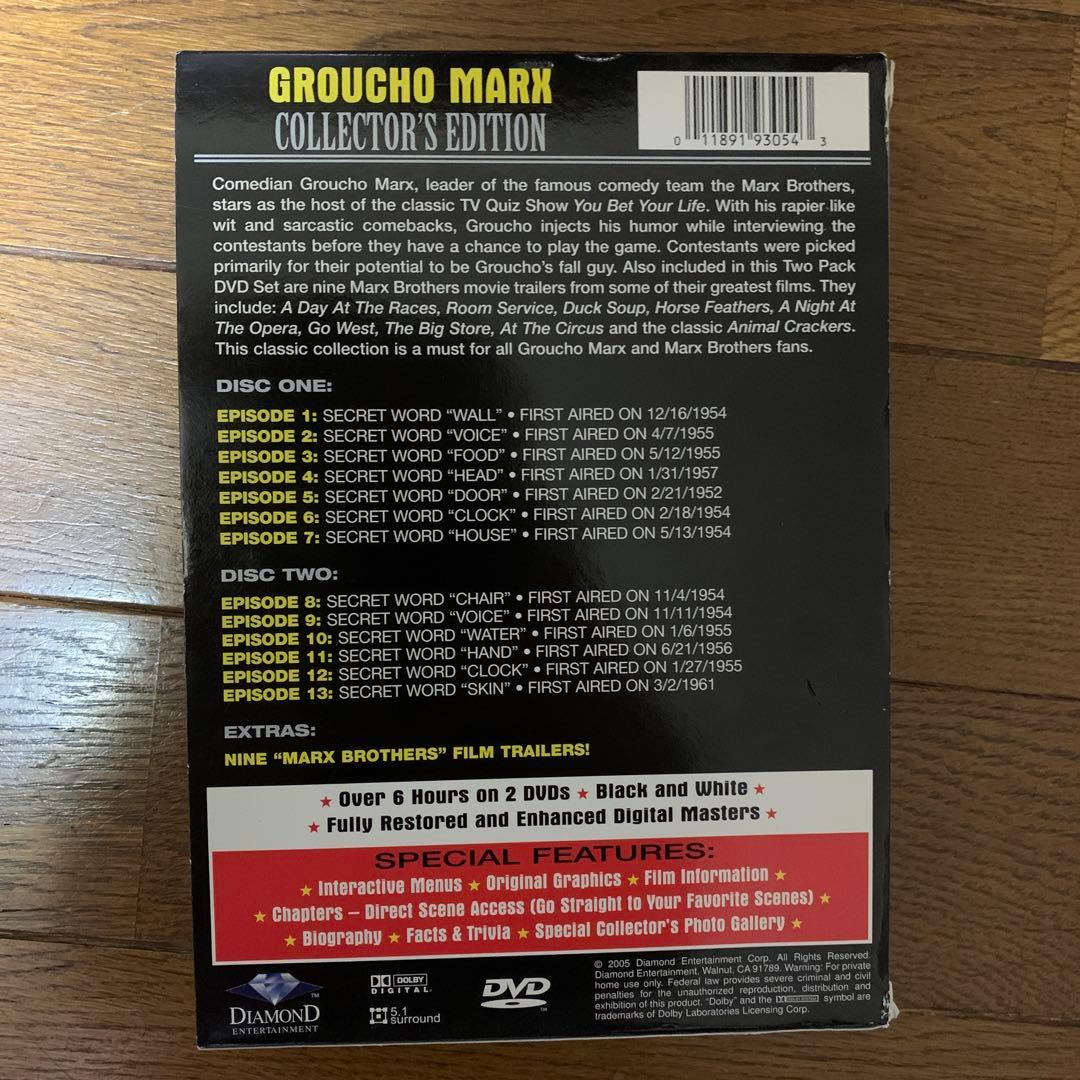 GROUCHO MARX
COLLECTOR'S EDITION
0 11891 93054 3
Comedian Groucho Marx, leader of the famous comedy team the Marx Brothers,
stars as the host of the classic TV Quiz Show You Bet Your Life. With his rapier like
wit and sarcastic comebacks, Groucho injects his humor while interviewing the
contestants before they have a chance to play the game. Contestants were picked
primarily for their potential to be Groucho's fall guy. Also included in this Two Pack
DVD Set are nine Marx Brothers movie trailers from some of their greatest films. They
include: A Day At The Races, Room Service, Duck Soup, Horse Feathers, A Night At
The Opera, Go West, The Big Store, At The Circus and the classic Animal Crackers.
This classic collection is a must for all Groucho Marx and Marx Brothers fans.
DISC ONE:
EPISODE 1: SECRET WORD “WALL” • FIRST AIRED ON 12/16/1954
EPISODE 2: SECRET WORD “VOICE” • FIRST AIRED ON 4/7/1955
EPISODE 3: SECRET WORD “FOOD” • FIRST AIRED ON 5/12/1955
EPISODE 4: SECRET WORD “HEAD” • FIRST AIRED ON 1/31/1957
EPISODE 5: SECRET WORD “DOOR” • FIRST AIRED ON 2/21/1952
EPISODE 6: SECRET WORD “CLOCK” • FIRST AIRED ON 2/18/1954
EPISODE 7: SECRET WORD “HOUSE” • FIRST AIRED ON 5/13/1954
DISC TWO:
EPISODE 8: SECRET WORD “CHAIR” • FIRST AIRED ON 11/4/1954
EPISODE 9: SECRET WORD “VOICE” • FIRST AIRED ON 11/11/1954
EPISODE 10: SECRET WORD “WATER” • FIRST AIRED ON 1/6/1955
EPISODE 11: SECRET WORD “HAND” • FIRST AIRED ON 6/21/1956
EPISODE 12: SECRET WORD “CLOCK” • FIRST AIRED ON 1/27/1955
EPISODE 13: SECRET WORD “SKIN” • FIRST AIRED ON 3/2/1961
EXTRAS:
NINE “MARX BROTHERS” FILM TRAILERS!
★ Over 6 Hours on 2 DVDs ★ Black and White ★
★ Fully Restored and Enhanced Digital Masters ★
SPECIAL FEATURES:
★ Interactive Menus ★ Original Graphics ★ Film Information ★
★ Chapters – Direct Scene Access (Go Straight to Your Favorite Scenes) ★
★ Biography ★ Facts & Trivia ★ Special Collector's Photo Gallery ★
DIAMOND™
ENTERTAINMENT
DOLBY
DIGITAL.
5.1
surround
DVD™
© 2005 Diamond Entertainment Corp. All Rights Reserved.
Diamond Entertainment, Walnut, CA 91789. Warning: For private
home use only. Federal law provides severe criminal and civil
penalties for the unauthorized reproduction, distribution and
exhibition of this product. “Dolby” and the symbol are
trademarks of Dolby Laboratories Licensing Corp.